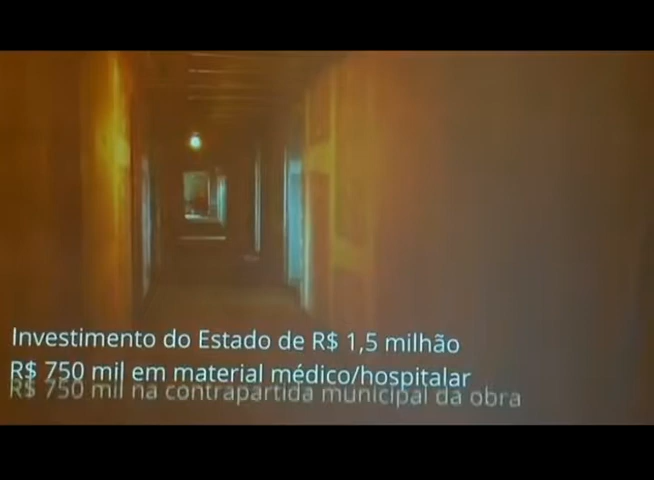 Investimento do Estado de R$ 1,5 milhão
R$ 750 mil em material médico/hospitalar
R$ 750 mil na contrapartida municipal da obra